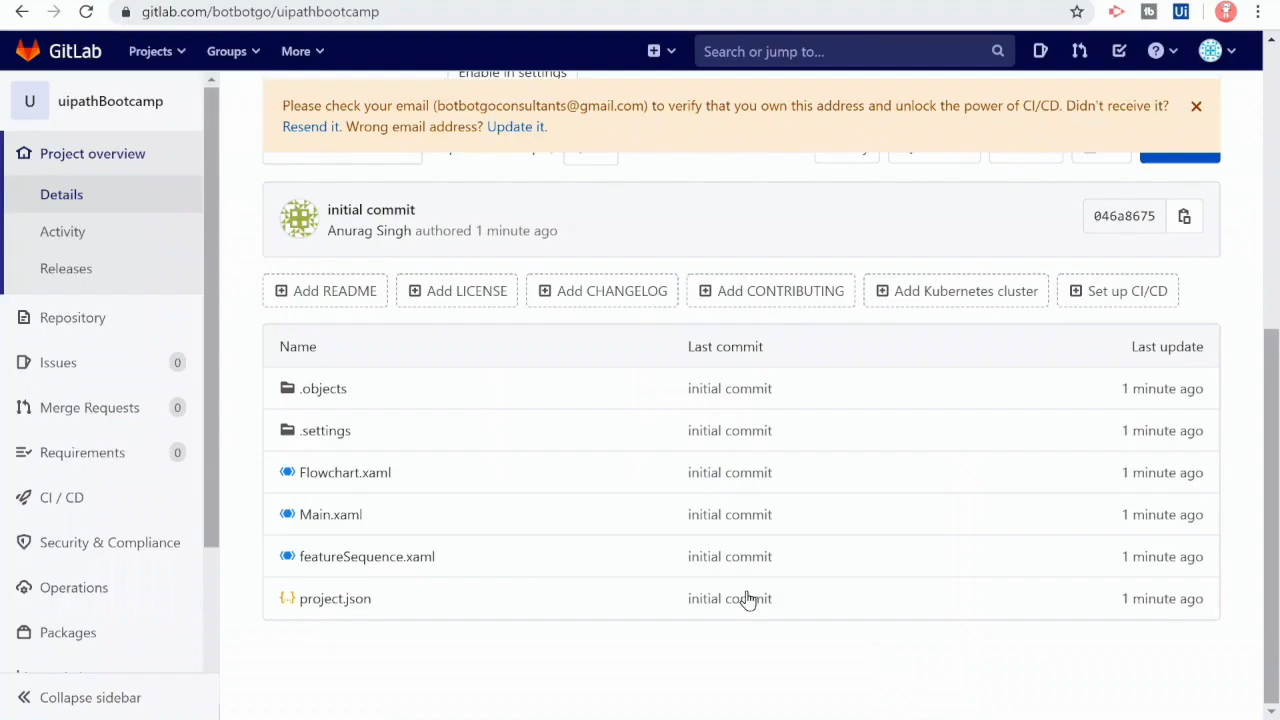 gitlab.com/botbotgo/uipathbootcamp
GitLab Projects Groups More Search or jump to...
U uipathBootcamp
Enable in settings
Please check your email (botbotgoconsultants@gmail.com) to verify that you own this address and unlock the power of CI/CD. Didn't receive it?
Resend it. Wrong email address? Update it.
Project overview
Details
Activity
Releases
Repository
Issues 0
Merge Requests 0
Requirements 0
CI / CD
Security & Compliance
Operations
Packages
Collapse sidebar
initial commit
Anurag Singh authored 1 minute ago
046a8675
Add README Add LICENSE Add CHANGELOG Add CONTRIBUTING Add Kubernetes cluster Set up CI/CD
Name Last commit Last update
.objects initial commit 1 minute ago
.settings initial commit 1 minute ago
Flowchart.xaml initial commit 1 minute ago
Main.xaml initial commit 1 minute ago
featureSequence.xaml initial commit 1 minute ago
project.json initial commit 1 minute ago